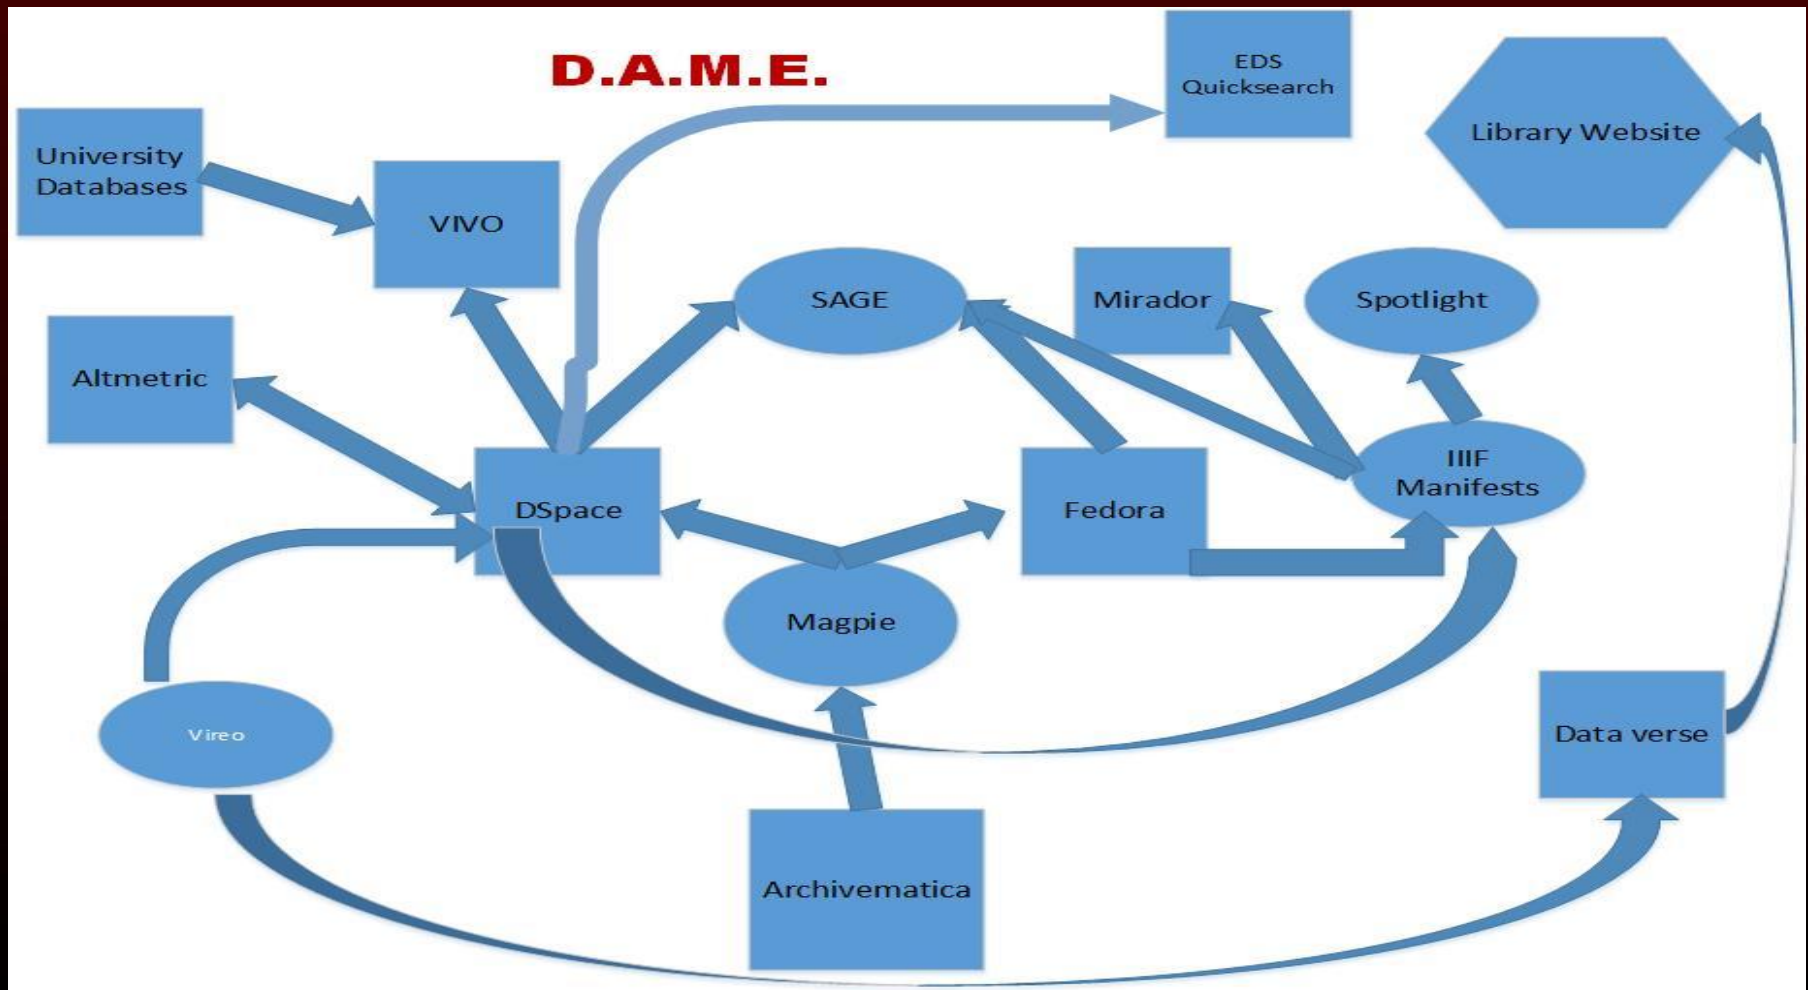 D.A.M.E.
EDS
Quicksearch
Library Website
University
Databases
VIVO
SAGE
Mirador
Spotlight
Altmetric
IIIF
Manifests
DSpace
Fedora
Magpie
Vireo
Data verse
Archivematica